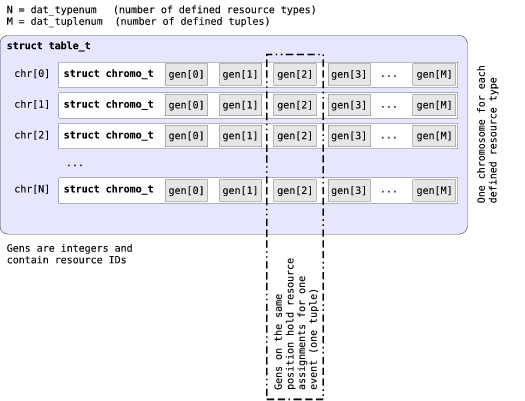 N = dat_typenum (number of defined resource types)
M = dat_tuplenum (number of defined tuples)
struct table_t
chr[0] struct chromo_t gen[0] gen[1] gen[2] gen[3] ... gen[M]
chr[1] struct chromo_t gen[0] gen[1] gen[2] gen[3] ... gen[M]
chr[2] struct chromo_t gen[0] gen[1] gen[2] gen[3] ... gen[M]
...
chr[N] struct chromo_t gen[0] gen[1] gen[2] gen[3] ... gen[M]
One chromosome for each
defined resource type
Gens are integers and
contain resource IDs
Gens on the same
position hold resource
assignments for one
event (one tuple)